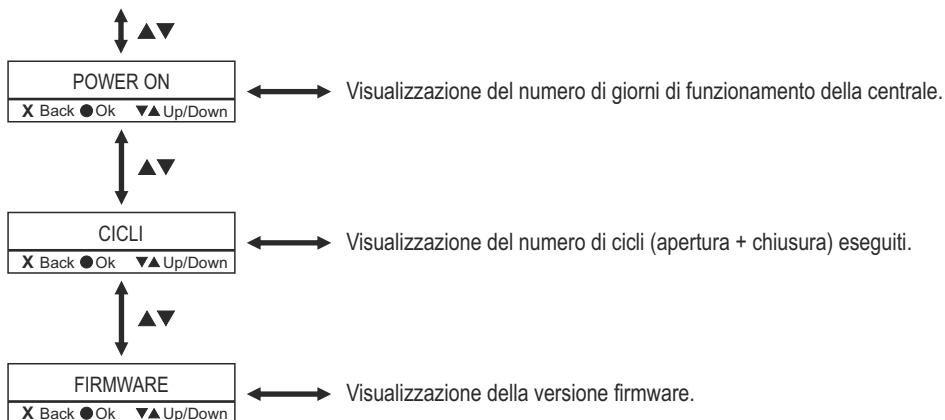 ▲▼
POWER ON
X Back ●Ok ▼▲Up/Down
Visualizzazione del numero di giorni di funzionamento della centrale.
▲▼
CICLI
X Back ●Ok ▼▲Up/Down
Visualizzazione del numero di cicli (apertura + chiusura) eseguiti.
▲▼
FIRMWARE
X Back ●Ok ▼▲Up/Down
Visualizzazione della versione firmware.